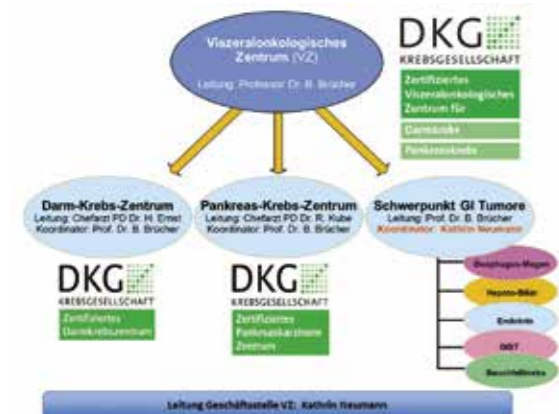 Viszeralonkologisches
Zentrum (VZ)
Leitung: Professor Dr. B. Brücher
DKG
KREBSGESELLSCHAFT
Zertifiziertes
Viszeralonkologisches
Zentrum für
Darmkrebs
Pankreaskrebs
Darm-Krebs-Zentrum
Leitung: Chefarzt PD Dr. H. Ernst
Koordinator: Prof. Dr. B. Brücher
DKG
KREBSGESELLSCHAFT
Zertifiziertes
Darmkrebszentrum
Pankreas-Krebs-Zentrum
Leitung: Chefarzt PD Dr. R. Kube
Koordinator: Prof. Dr. B. Brücher
DKG
KREBSGESELLSCHAFT
Zertifiziertes
Pankreaskarzinom
Zentrum
Schwerpunkt GI Tumore
Leitung: Prof. Dr. B. Brücher
Koordinator: Kathrin Neumann
Ösophagus-Magen
Hepato-Biliär
Endokrin
GIST
Bauchfellkrebs
Leitung Geschäftsstelle VZ: Kathrin Neumann